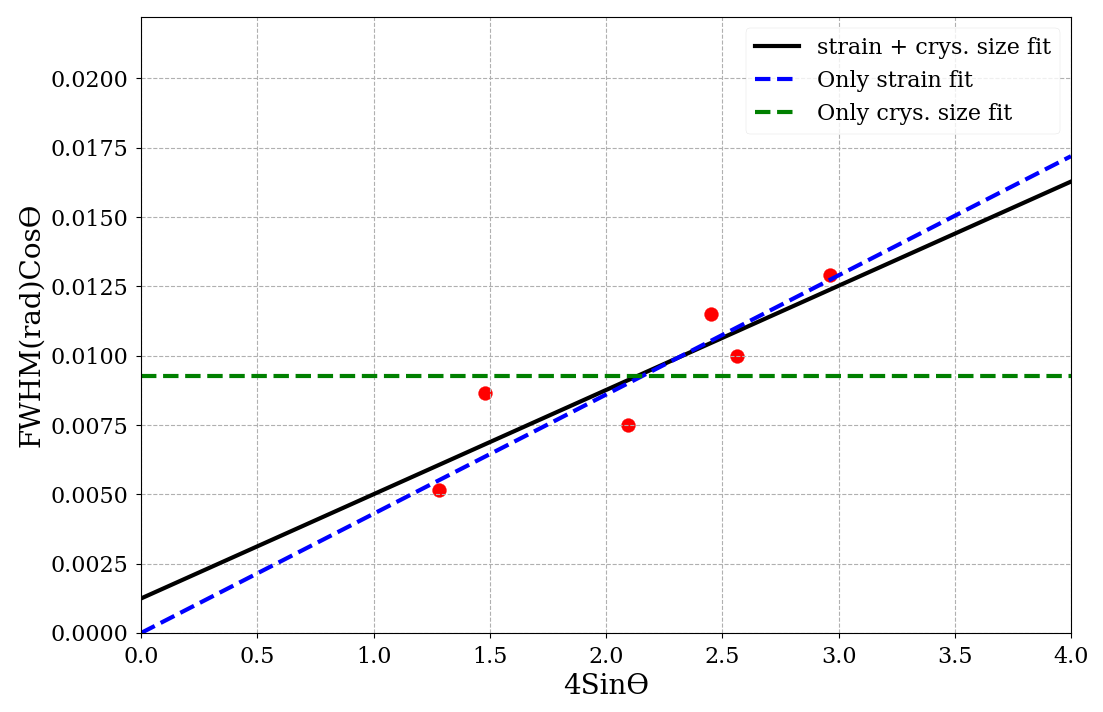 strain + crys. size fit
Only strain fit
Only crys. size fit
FWHM(rad)CosΘ
0.0200
0.0175
0.0150
0.0125
0.0100
0.0075
0.0050
0.0025
0.0000
0.0 0.5 1.0 1.5 2.0 2.5 3.0 3.5 4.0
4SinΘ